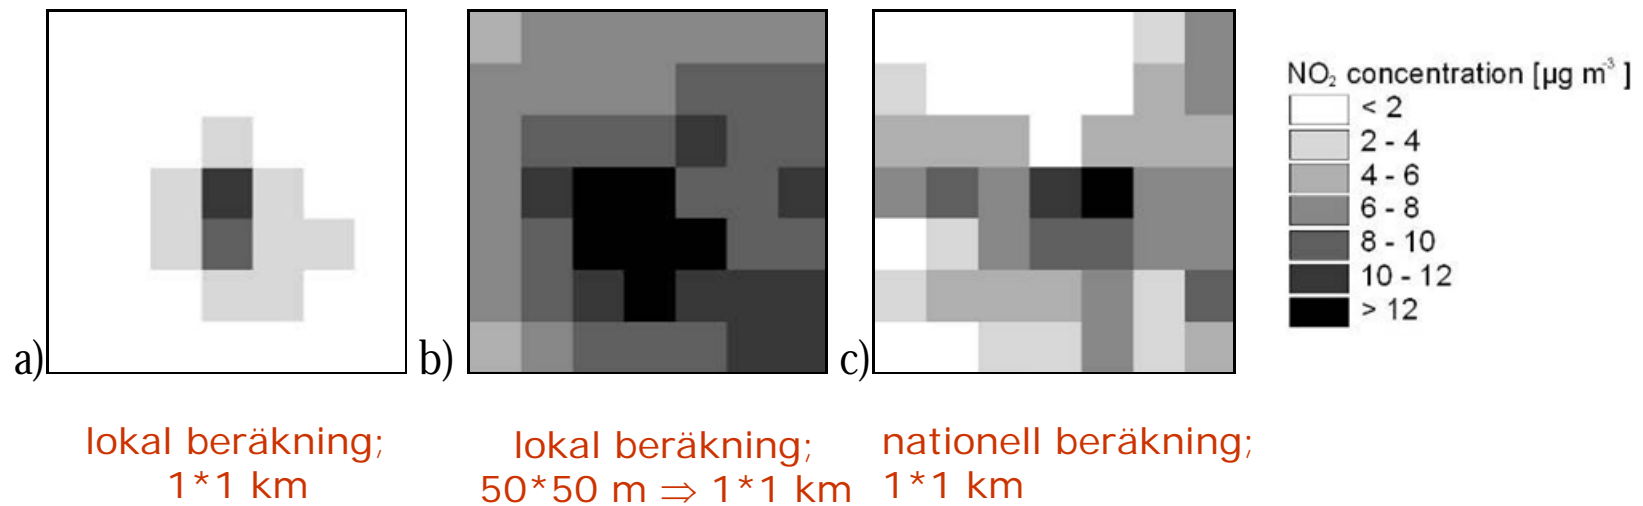 a)
b)
c)
NO₂ concentration [µg m⁻³ ]
< 2
2 - 4
4 - 6
6 - 8
8 - 10
10 - 12
> 12
lokal beräkning;
1*1 km
lokal beräkning;
50*50 m ⇒ 1*1 km
nationell beräkning;
1*1 km